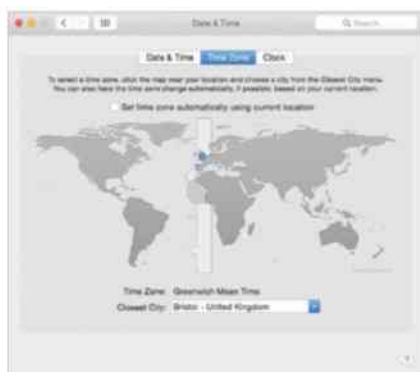 Date & Time
Search
Date & Time Time Zone Clock
To select a time zone, click the map near your location and choose a city from the Closest City menu.
You can also have the time zone change automatically, if possible, based on your current location.
Set time zone automatically using current location
Time Zone: Greenwich Mean Time
Closest City: Bristol - United Kingdom
?